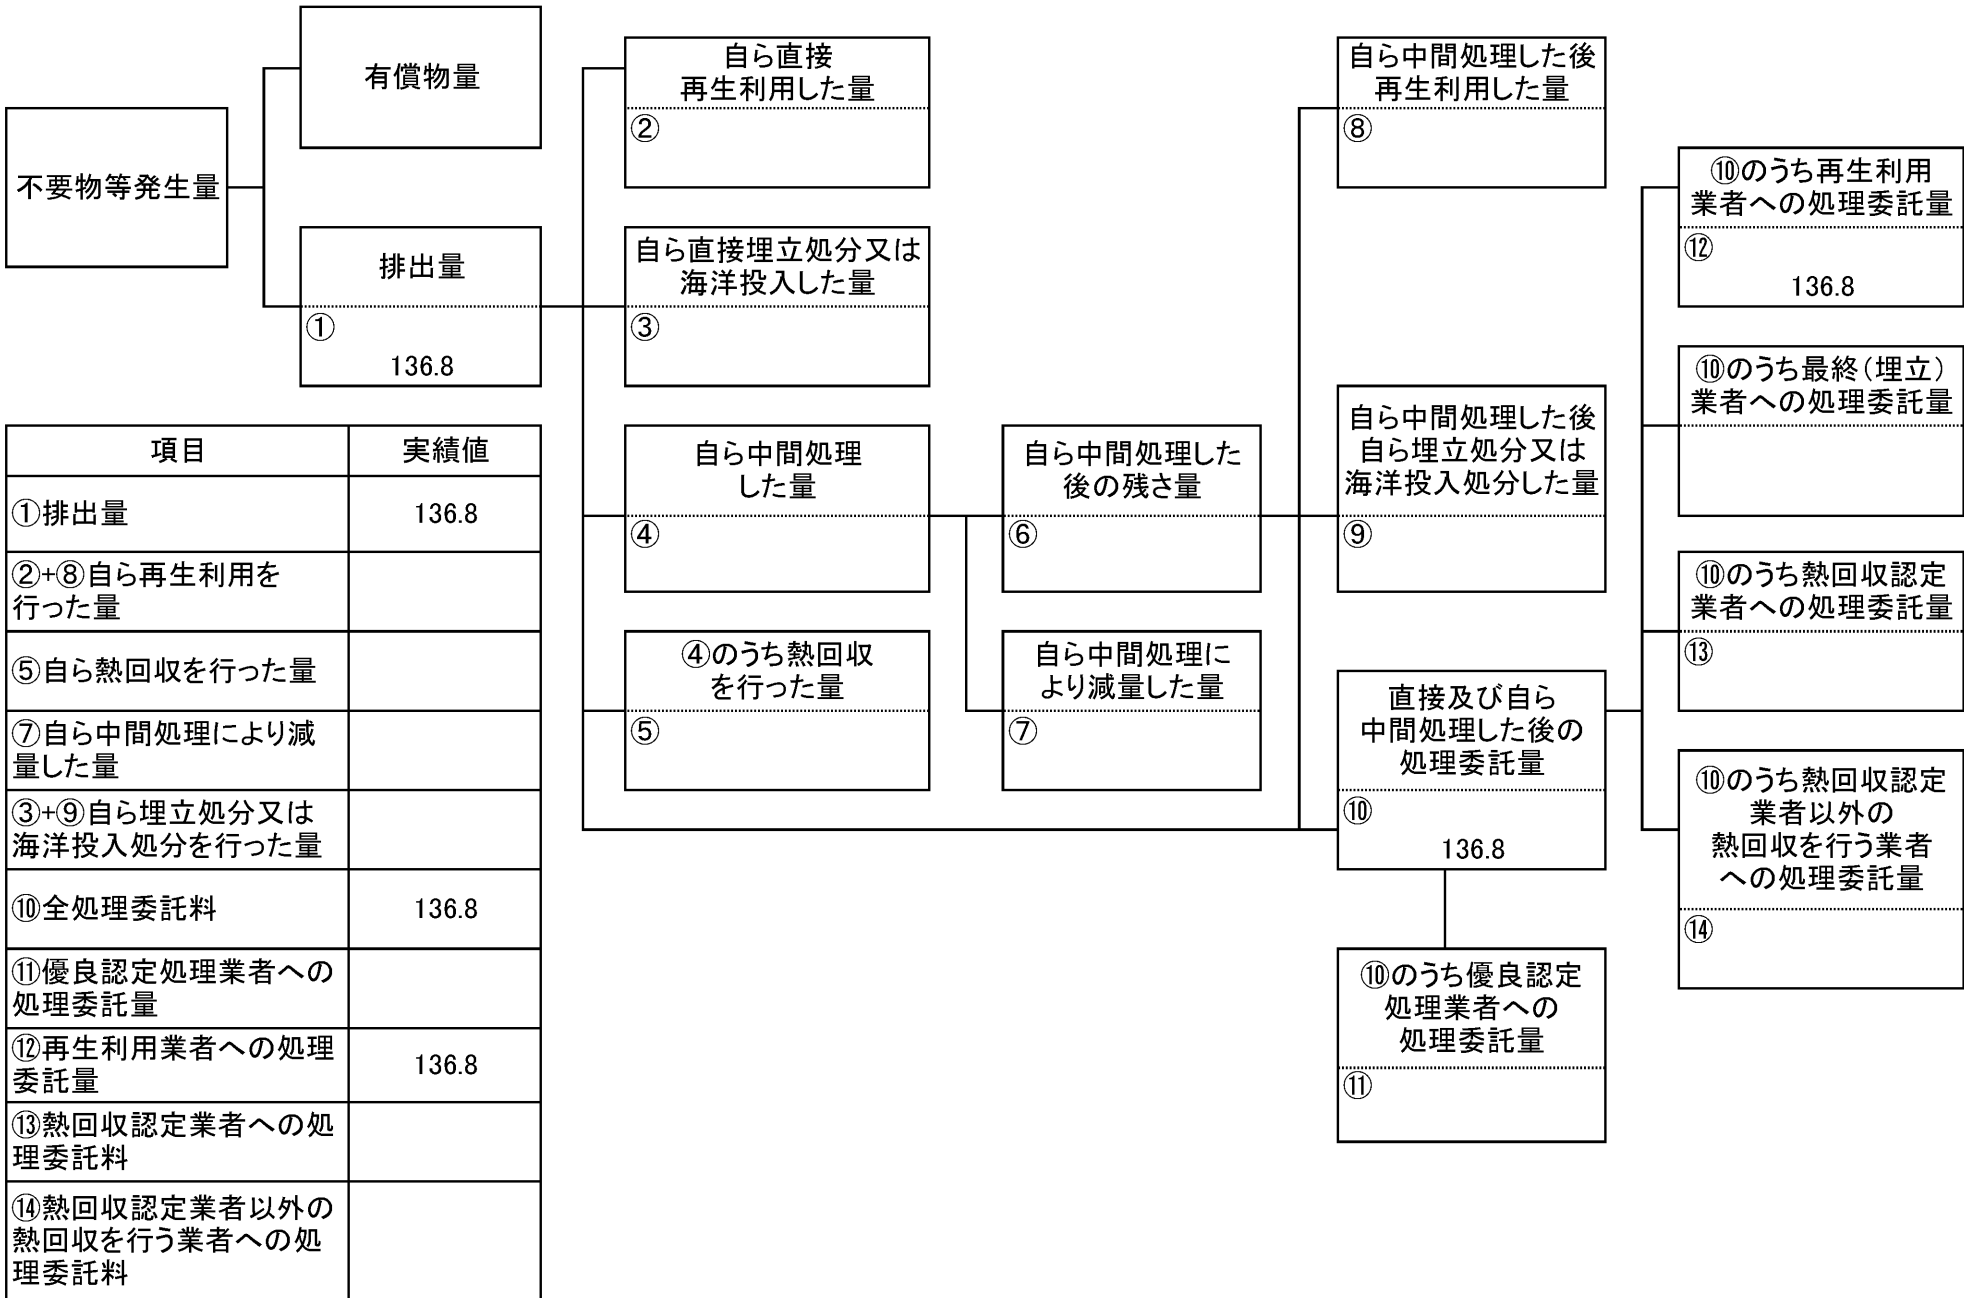 不要物等発生量
有償物量
排出量
①
136.8
自ら直接
再生利用した量
②
自ら直接埋立処分又は
海洋投入した量
③
自ら中間処理
した量
④
④のうち熱回収
を行った量
⑤
自ら中間処理した
後の残さ量
⑥
自ら中間処理に
より減量した量
⑦
自ら中間処理した後
再生利用した量
⑧
自ら中間処理した後
自ら埋立処分又は
海洋投入処分した量
⑨
直接及び自ら
中間処理した後の
処理委託量
⑩
136.8
⑩のうち優良認定
処理業者への
処理委託量
⑪
⑩のうち再生利用
業者への処理委託量
⑫
136.8
⑩のうち最終（埋立）
業者への処理委託量
⑩のうち熱回収認定
業者への処理委託量
⑬
⑩のうち熱回収認定
業者以外の
熱回収を行う業者
への処理委託量
⑭
項目 実績値
①排出量 136.8
②+⑧自ら再生利用を
行った量
⑤自ら熱回収を行った量
⑦自ら中間処理により減
量した量
③+⑨自ら埋立処分又は
海洋投入処分を行った量
⑩全処理委託料 136.8
⑪優良認定処理業者への
処理委託量
⑫再生利用業者への処理
委託量 136.8
⑬熱回収認定業者への処
理委託料
⑭熱回収認定業者以外の
熱回収を行う業者への処
理委託料